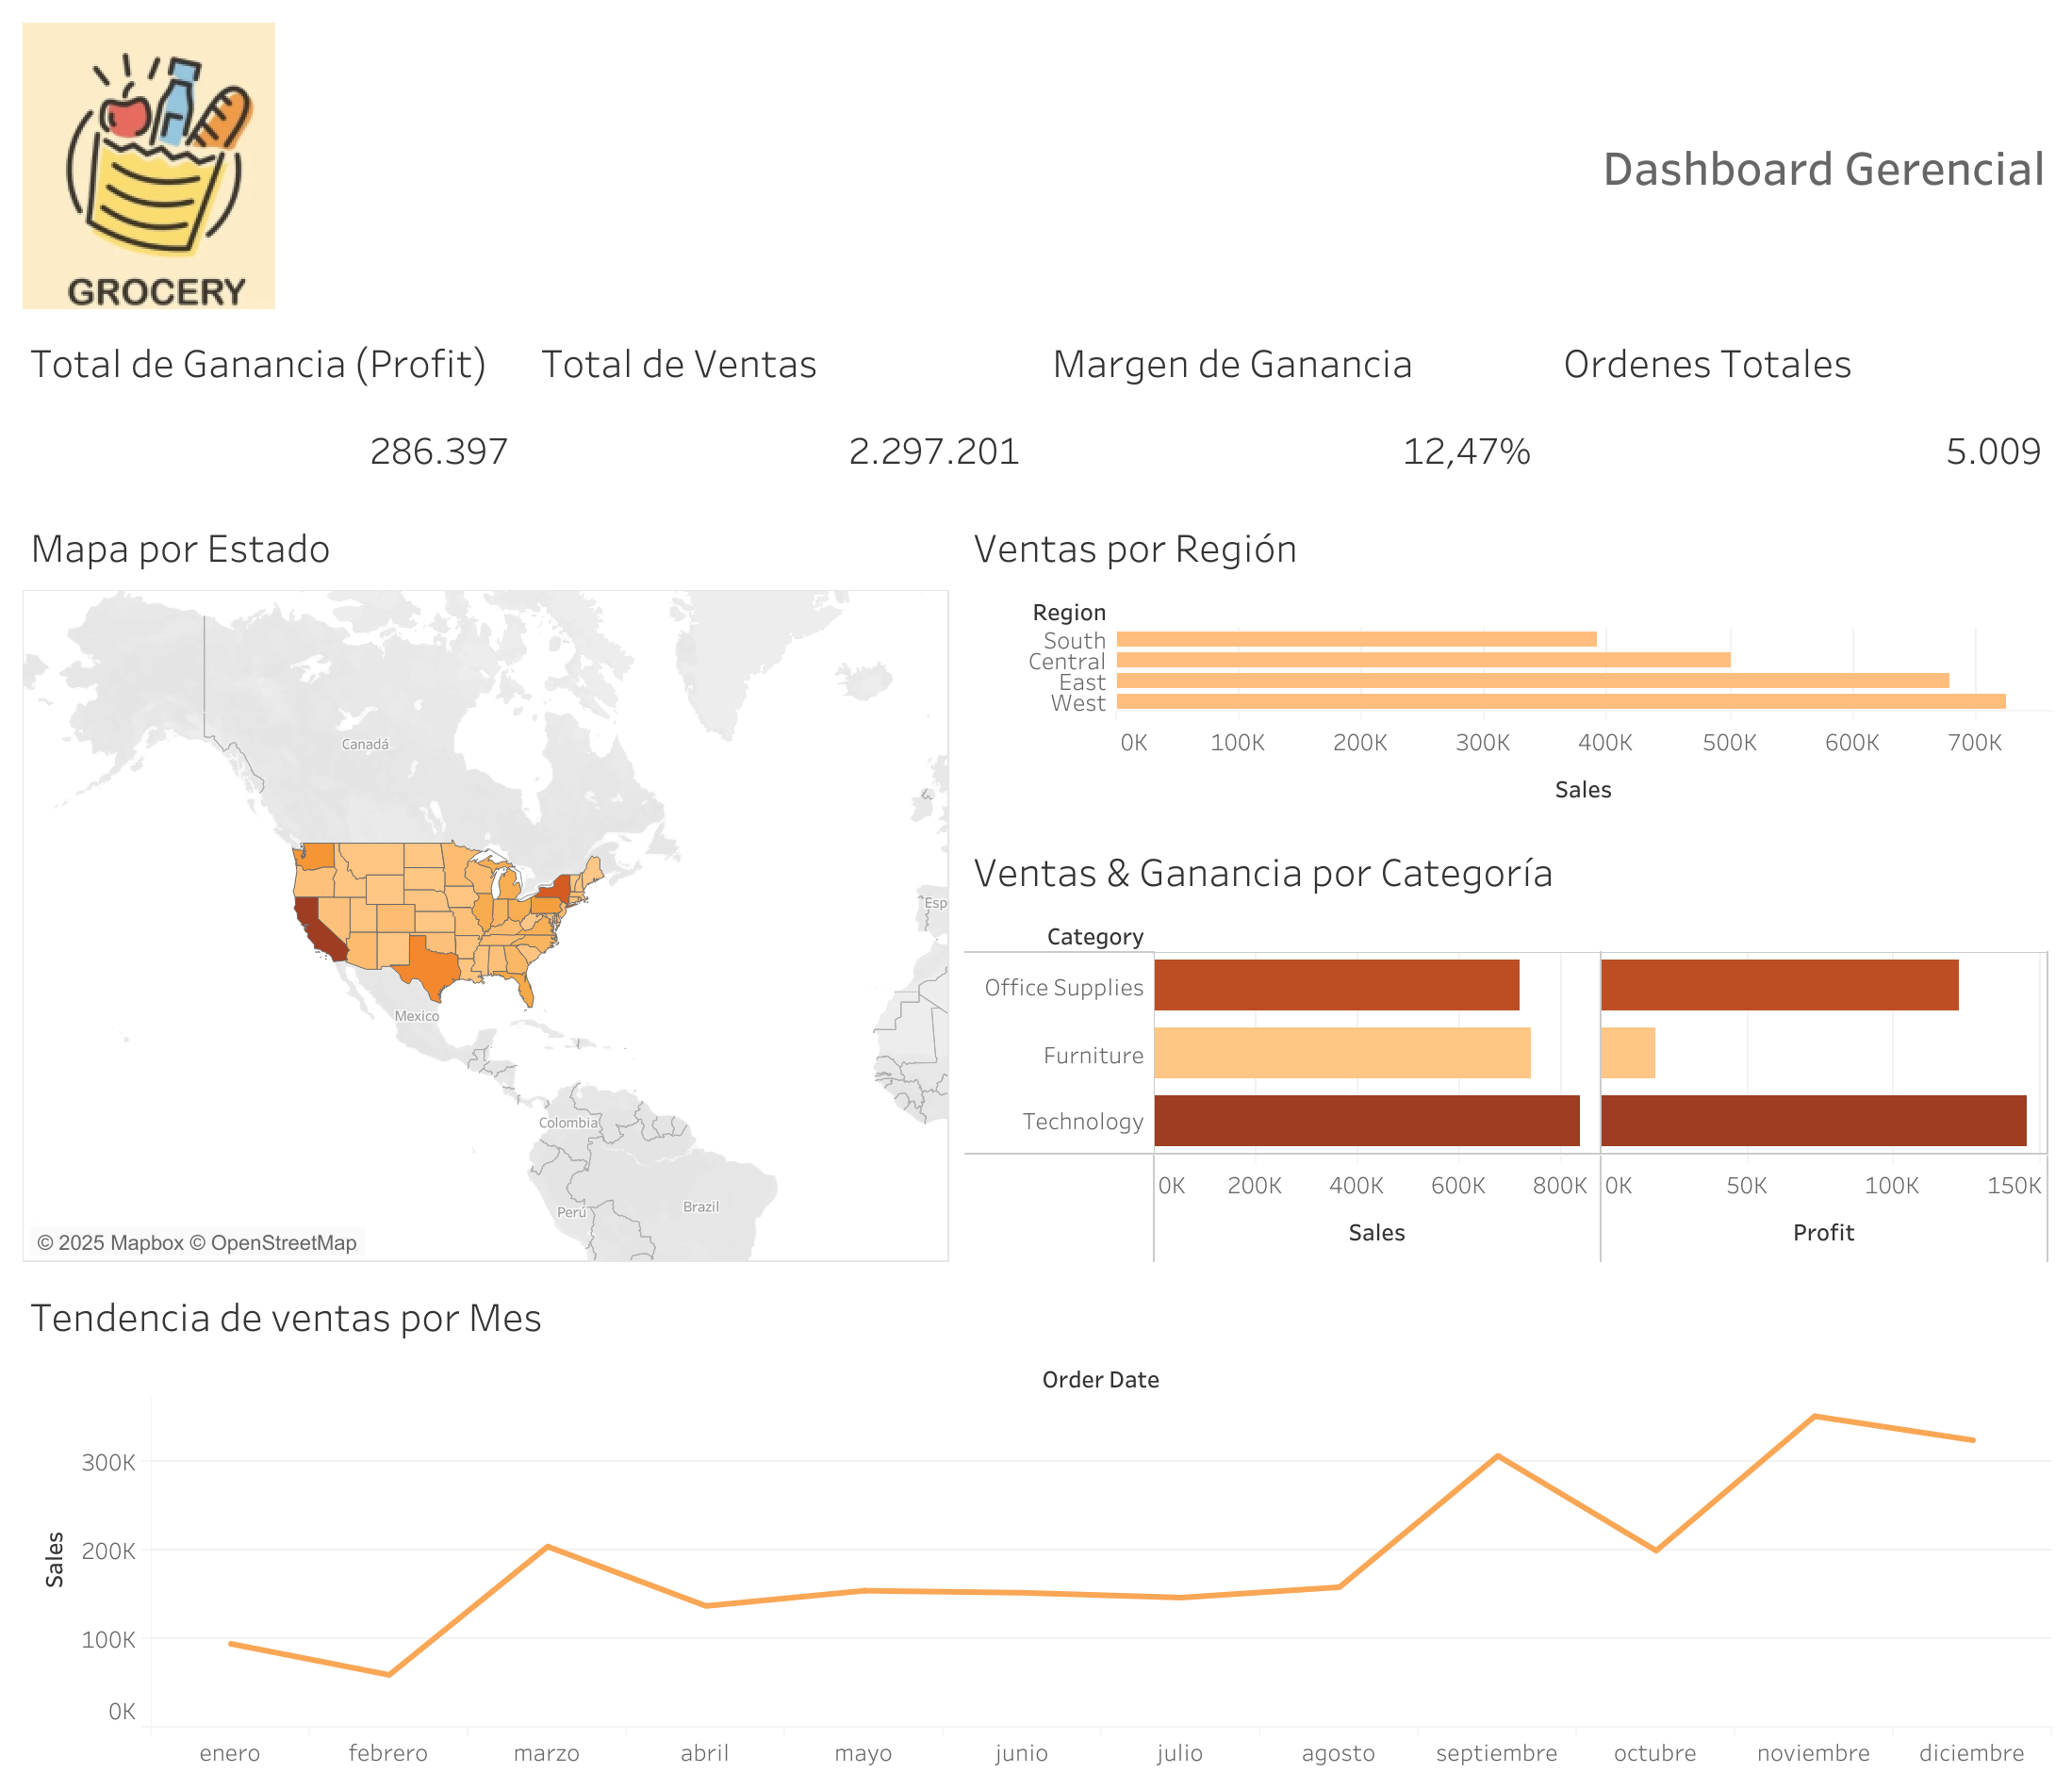 GROCERY
Dashboard Gerencial
Total de Ganancia (Profit)
286.397
Total de Ventas
2.297.201
Margen de Ganancia
12,47%
Ordenes Totales
5.009
Mapa por Estado
Canadá
Esp
Mexico
Colombia
Perú
Brazil
© 2025 Mapbox © OpenStreetMap
Ventas por Región
Region
South
Central
East
West
0K 100K 200K 300K 400K 500K 600K 700K
Sales
Ventas & Ganancia por Categoría
Category
Office Supplies
Furniture
Technology
0K 200K 400K 600K 800K 0K 50K 100K 150K
Sales Profit
Tendencia de ventas por Mes
Order Date
Sales
300K
200K
100K
0K
enero febrero marzo abril mayo junio julio agosto septiembre octubre noviembre diciembre